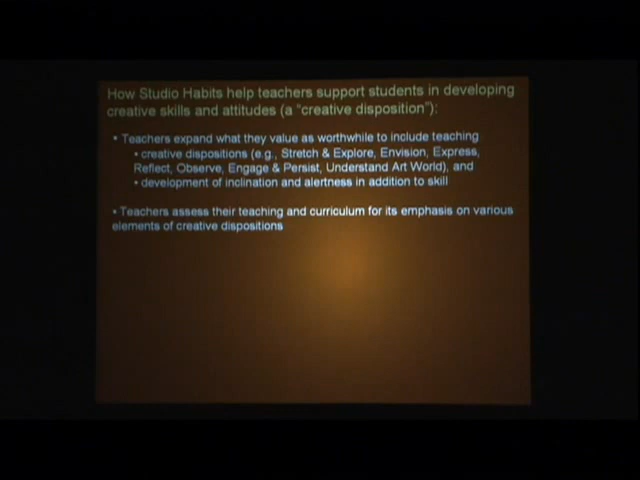 How Studio Habits help teachers support students in developing
creative skills and attitudes (a "creative disposition"):
• Teachers expand what they value as worthwhile to include teaching
• creative dispositions (e.g., Stretch & Explore, Envision, Express,
Reflect, Observe, Engage & Persist, Understand Art World), and
• development of inclination and alertness in addition to skill
• Teachers assess their teaching and curriculum for its emphasis on various
elements of creative dispositions